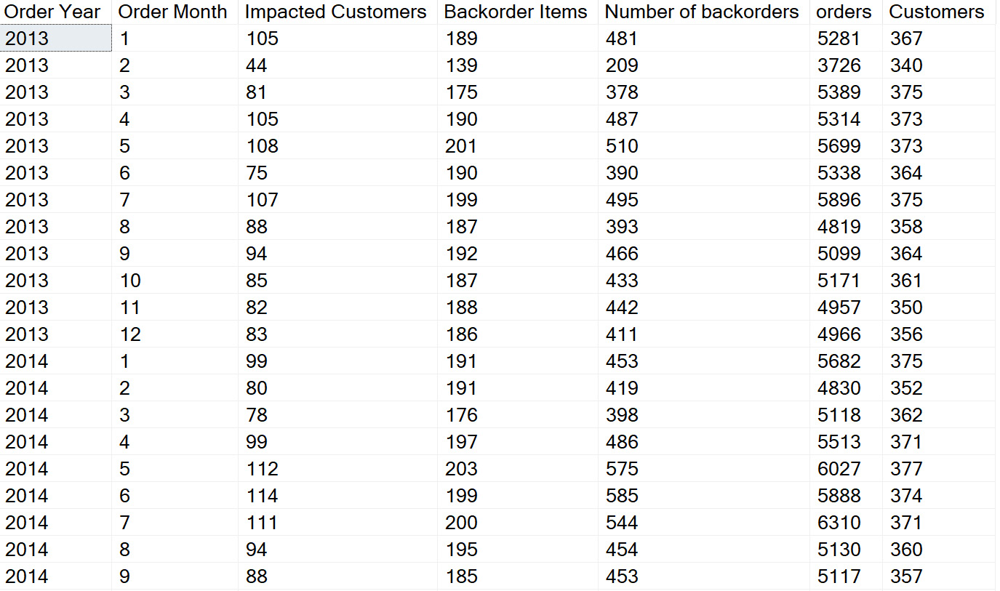 Order Year Order Month Impacted Customers Backorder Items Number of backorders orders Customers
2013 1 105 189 481 5281 367
2013 2 44 139 209 3726 340
2013 3 81 175 378 5389 375
2013 4 105 190 487 5314 373
2013 5 108 201 510 5699 373
2013 6 75 190 390 5338 364
2013 7 107 199 495 5896 375
2013 8 88 187 393 4819 358
2013 9 94 192 466 5099 364
2013 10 85 187 433 5171 361
2013 11 82 188 442 4957 350
2013 12 83 186 411 4966 356
2014 1 99 191 453 5682 375
2014 2 80 191 419 4830 352
2014 3 78 176 398 5118 362
2014 4 99 197 486 5513 371
2014 5 112 203 575 6027 377
2014 6 114 199 585 5888 374
2014 7 111 200 544 6310 371
2014 8 94 195 454 5130 360
2014 9 88 185 453 5117 357